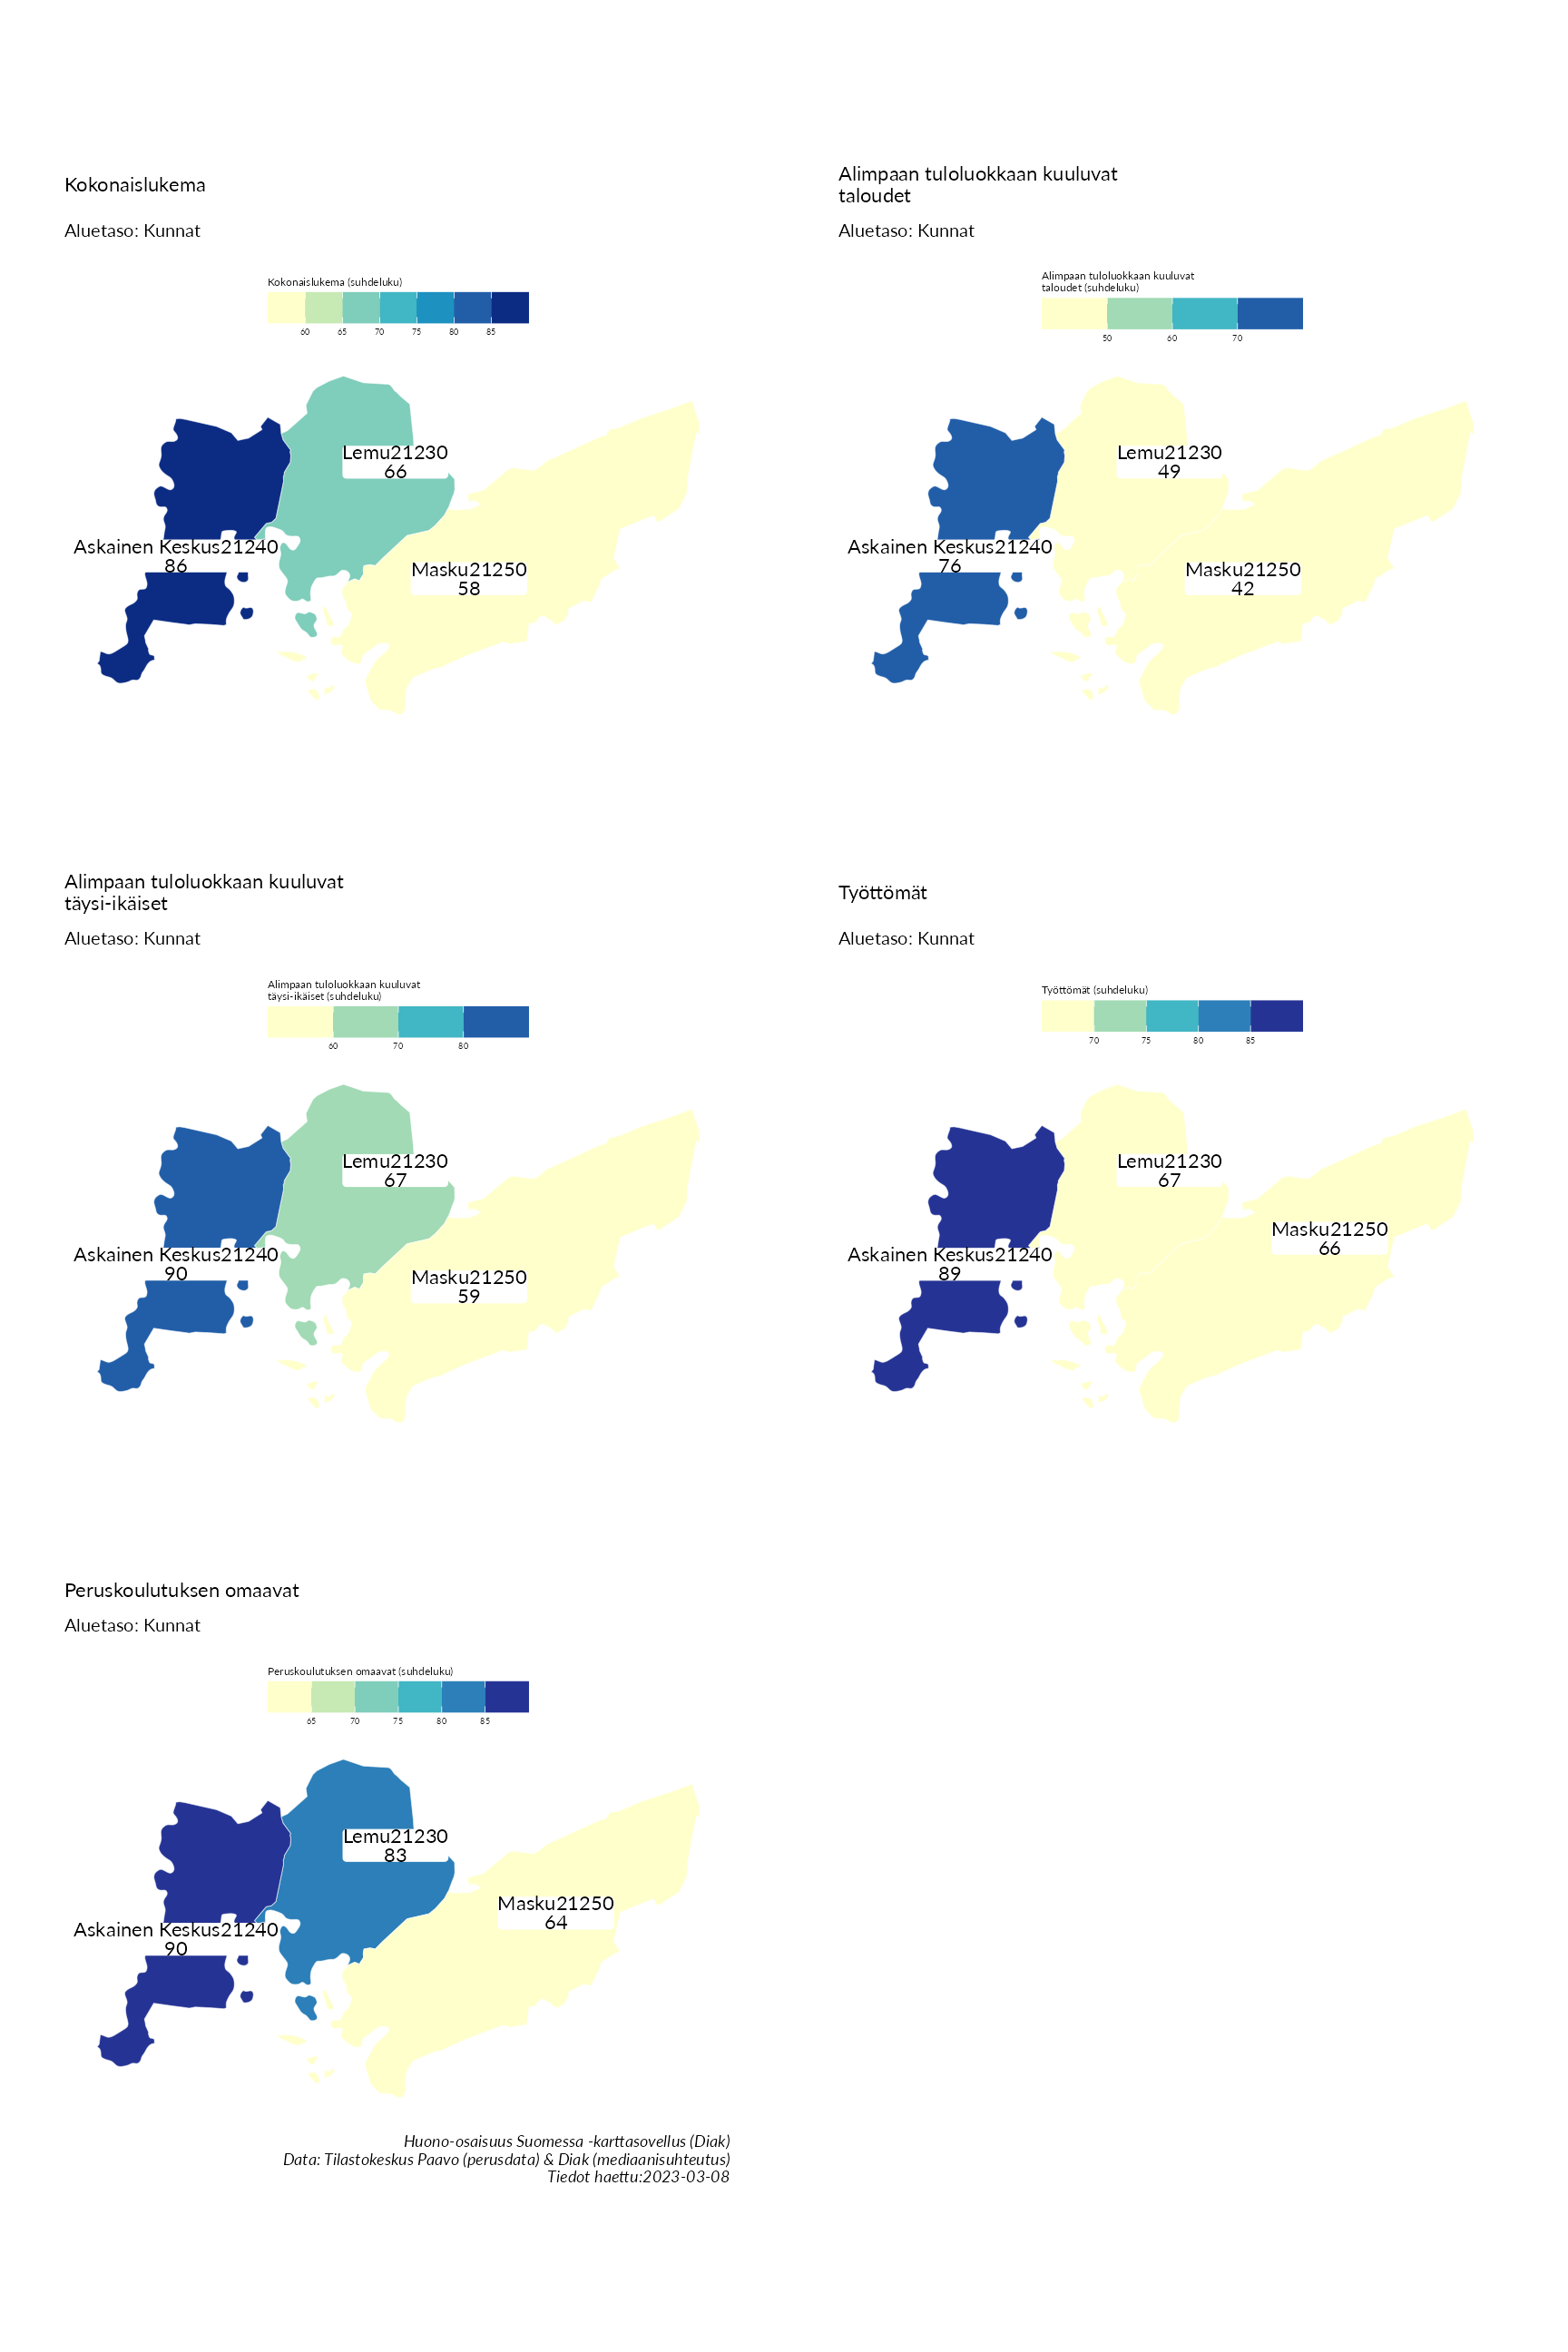 Kokonaislukema
Aluetaso: Kunnat
Kokonaislukema (suhdeluku)
60 65 70 75 80 85
Lemu21230
66
Askainen Keskus21240
86
Masku21250
58
Alimpaan tuloluokkaan kuuluvat
taloudet
Aluetaso: Kunnat
Alimpaan tuloluokkaan kuuluvat
taloudet (suhdeluku)
50 60 70
Lemu21230
49
Askainen Keskus21240
76
Masku21250
42
Alimpaan tuloluokkaan kuuluvat
täysi-ikäiset
Aluetaso: Kunnat
Alimpaan tuloluokkaan kuuluvat
täysi-ikäiset (suhdeluku)
60 70 80
Lemu21230
67
Askainen Keskus21240
90
Masku21250
59
Työttömät
Aluetaso: Kunnat
Työttömät (suhdeluku)
70 75 80 85
Lemu21230
67
Masku21250
66
Askainen Keskus21240
89
Peruskoulutuksen omaavat
Aluetaso: Kunnat
Peruskoulutuksen omaavat (suhdeluku)
65 70 75 80 85
Lemu21230
83
Masku21250
64
Askainen Keskus21240
90
Huono-osaisuus Suomessa -karttasovellus (Diak)
Data: Tilastokeskus Paavo (perusdata) & Diak (mediaanisuhteutus)
Tiedot haettu:2023-03-08